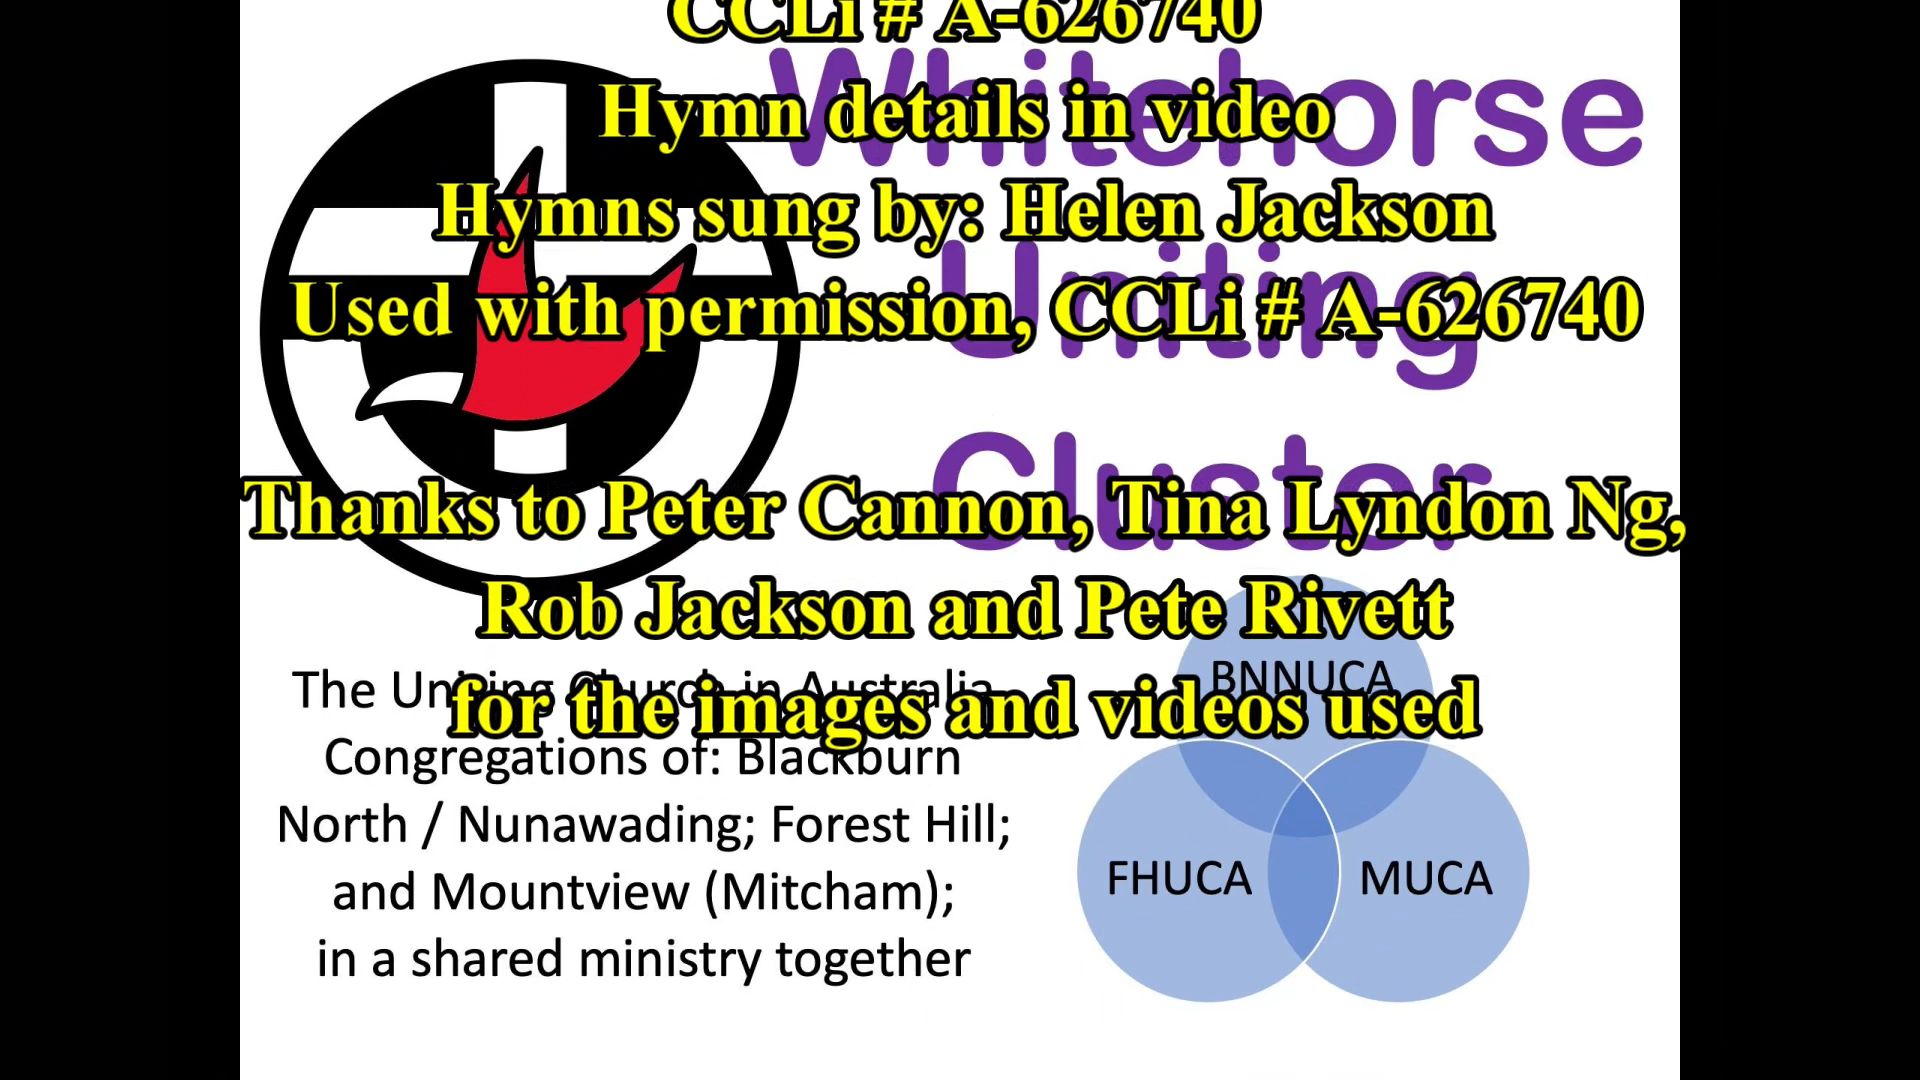 CCLi # A-626740
Hymn details in video
Hymns sung by: Helen Jackson
Used with permission, CCLi # A-626740
Thanks to Peter Cannon, Tina Lyndon Ng,
Rob Jackson and Pete Rivett
for the images and videos used
Whitehorse
Uniting
Cluster
The Uniting Church in Australia
Congregations of: Blackburn
North / Nunawading; Forest Hill;
and Mountview (Mitcham);
in a shared ministry together
BNNUCA
FHUCA
MUCA